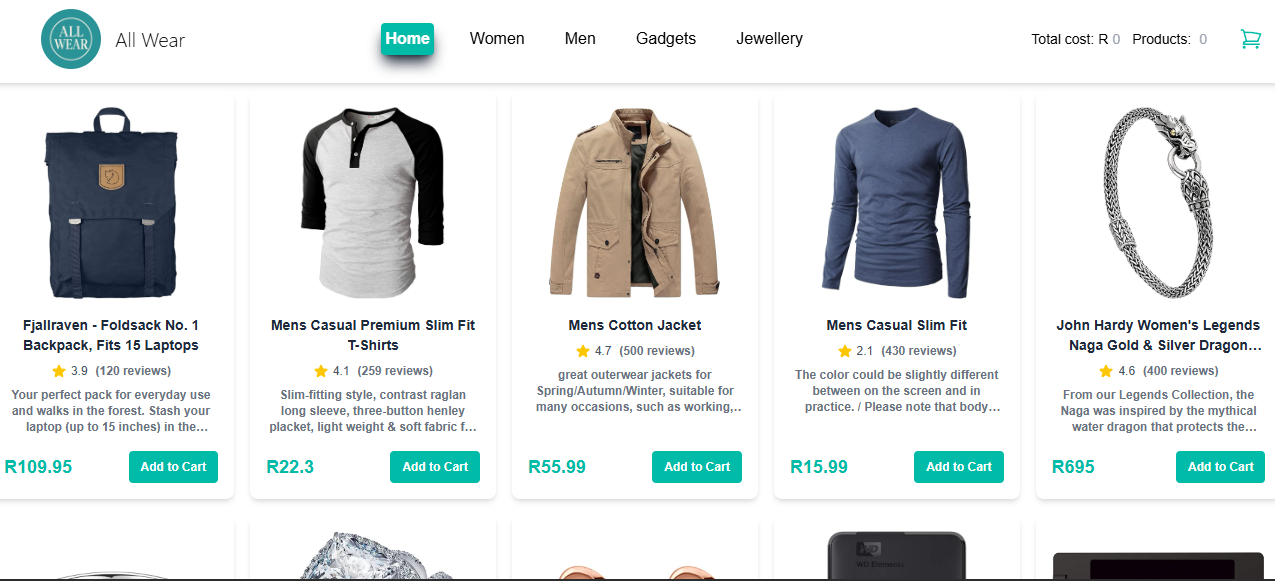 ALL
WEAR
All Wear
Home
Women
Men
Gadgets
Jewellery
Total cost: R 0
Products: 0
Fjallraven - Foldsack No. 1
Backpack, Fits 15 Laptops
3.9 (120 reviews)
Your perfect pack for everyday use
and walks in the forest. Stash your
laptop (up to 15 inches) in the…
R109.95
Add to Cart
Mens Casual Premium Slim Fit
T-Shirts
4.1 (259 reviews)
Slim-fitting style, contrast raglan
long sleeve, three-button henley
placket, light weight & soft fabric f…
R22.3
Add to Cart
Mens Cotton Jacket
4.7 (500 reviews)
great outerwear jackets for
Spring/Autumn/Winter, suitable for
many occasions, such as working,..
R55.99
Add to Cart
Mens Casual Slim Fit
2.1 (430 reviews)
The color could be slightly different
between on the screen and in
practice. / Please note that body…
R15.99
Add to Cart
John Hardy Women's Legends
Naga Gold & Silver Dragon…
4.6 (400 reviews)
From our Legends Collection, the
Naga was inspired by the mythical
water dragon that protects the…
R695
Add to Cart
WD
WD Elements